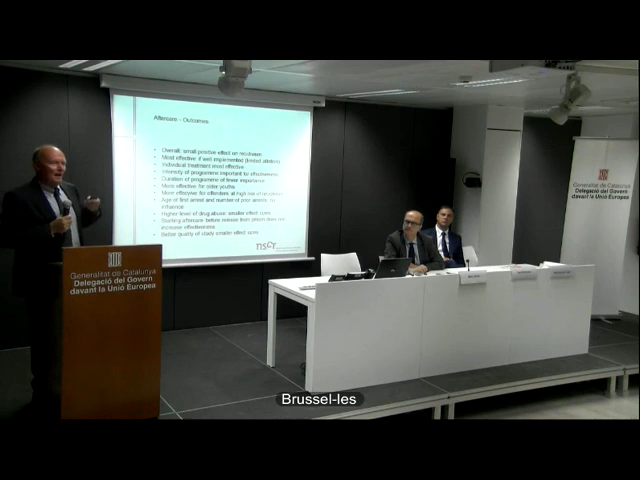 Aftercare – Outcomes
Overall: small positive effect on recidivism
Most effective if well implemented (limited attrition)
Individual treatment most effective
Intensity of programme important for effectiveness
Duration of programme of fewer importance
More effective for older youths
More effective for offenders at high risk of recidivism
Age of first arrest and number of prior arrests: no
influence
Higher level of drug abuse: smaller effect sizes
Starting aftercare before release from prison does not
increase effectiveness
Better quality of study smaller effect sizes
nscr
Generalitat de Catalunya
Delegació del Govern
davant la Unió Europea
Generalitat de Catalunya
Delegació del Govern
davant la Unió Europea
Brussel·les